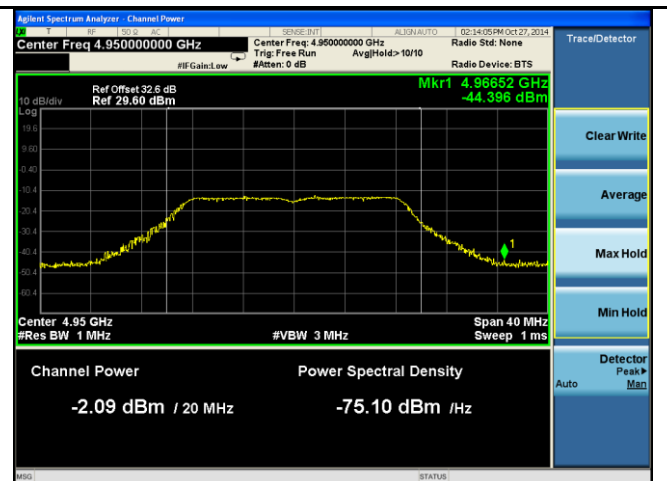 Agilent Spectrum Analyzer - Channel Power
T RF 50 Ω AC SENSE:INT ALIGN AUTO 02:14:05 PM Oct 27, 2014
Center Freq 4.950000000 GHz
Center Freq: 4.950000000 GHz
Radio Std: None
Trig: Free Run Avg|Hold:>10/10
#IFGain:Low
#Atten: 0 dB
Radio Device: BTS
Trace/Detector
Mkr1 4.96652 GHz
-44.396 dBm
Ref Offset 32.6 dB
10 dB/div Ref 29.60 dBm
Log
19.6
9.60
-0.40
-10.4
-20.4
-30.4
-40.4
-50.4
-60.4
1
Center 4.95 GHz Span 40 MHz
#Res BW 1 MHz #VBW 3 MHz Sweep 1 ms
Channel Power Power Spectral Density
-2.09 dBm / 20 MHz -75.10 dBm /Hz
Clear Write
Average
Max Hold
Min Hold
Detector
Peak▶
Auto Man
MSG STATUS